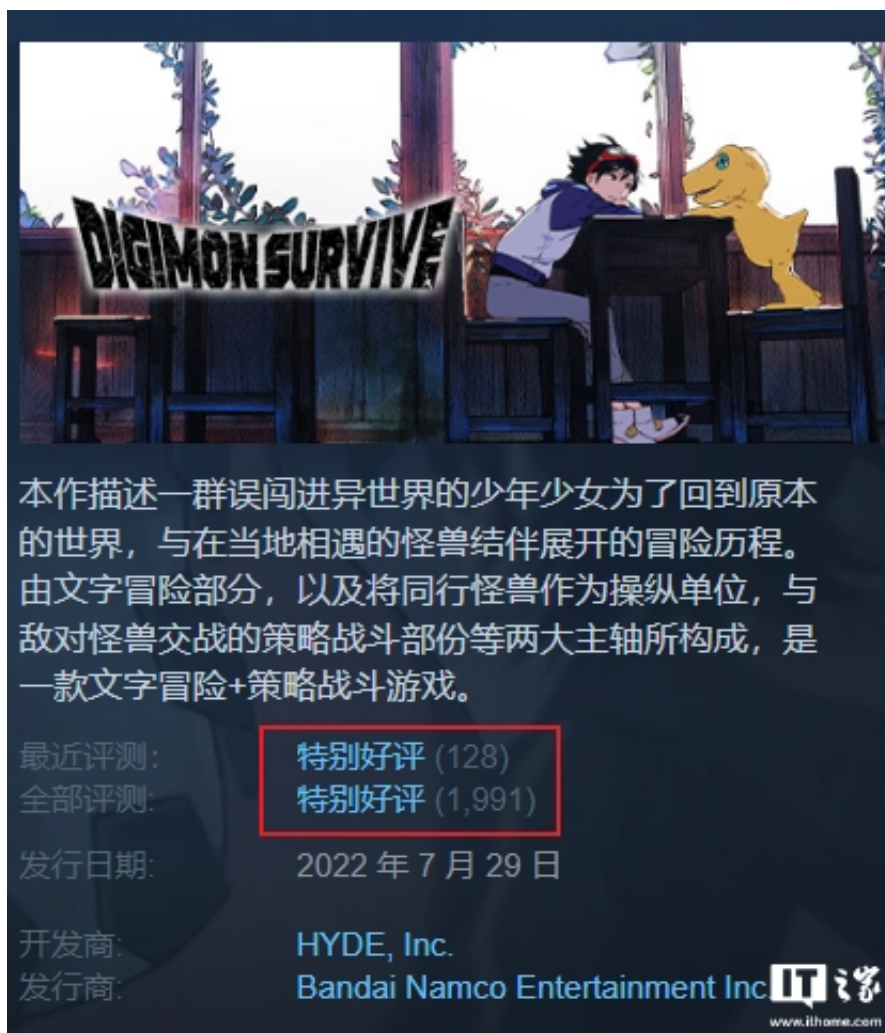 DIGIMON SURVIVE
本作描述一群误闯进异世界的少年少女为了回到原本
的世界，与在当地相遇的怪兽结伴展开的冒险历程。
由文字冒险部分，以及将同行怪兽作为操纵单位，与
敌对怪兽交战的策略战斗部份等两大主轴所构成，是
一款文字冒险+策略战斗游戏。
最近评测: 特别好评 (128)
全部评测: 特别好评 (1,991)
发行日期: 2022 年 7 月 29 日
开发商: HYDE, Inc.
发行商: Bandai Namco Entertainment Inc.
IT之家
www.ithome.com